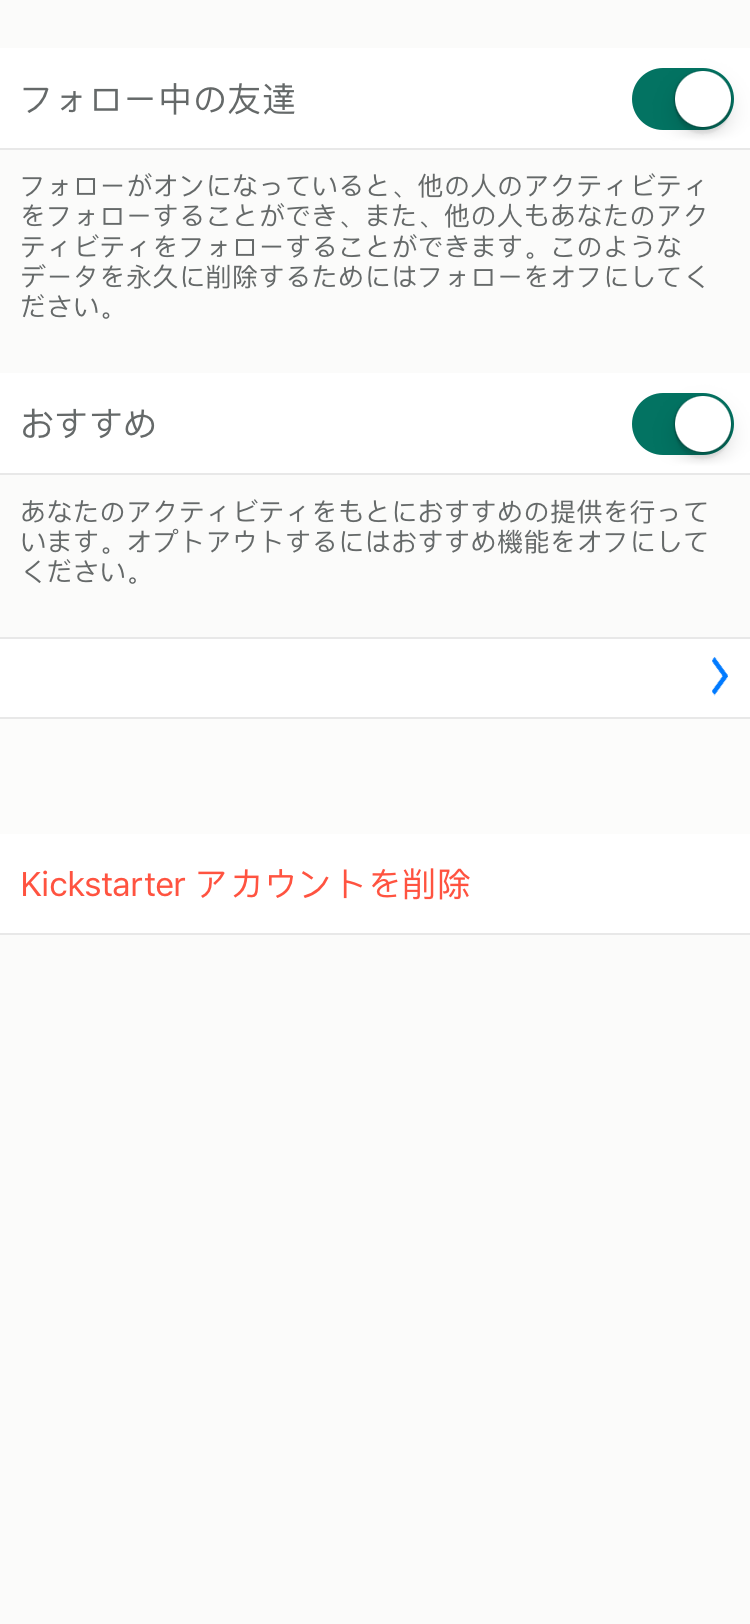 フォロー中の友達
フォローがオンになっていると、他の人のアクティビティ
をフォローすることができ、また、他の人もあなたのアク
ティビティをフォローすることができます。このような
データを永久に削除するためにはフォローをオフにしてく
ださい。
おすすめ
あなたのアクティビティをもとにおすすめの提供を行って
います。オプトアウトするにはおすすめ機能をオフにして
ください。
Kickstarter アカウントを削除